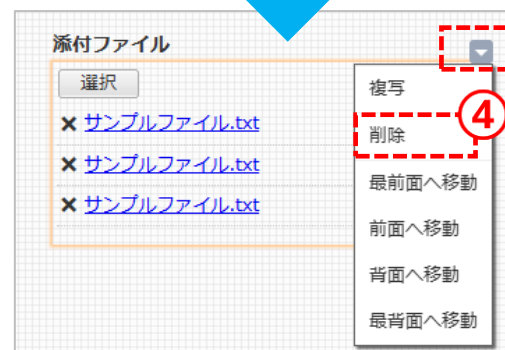 添付ファイル
選択
サンプルファイル.txt
サンプルファイル.txt
サンプルファイル.txt
複写
④
削除
最前面へ移動
前面へ移動
背面へ移動
最背面へ移動